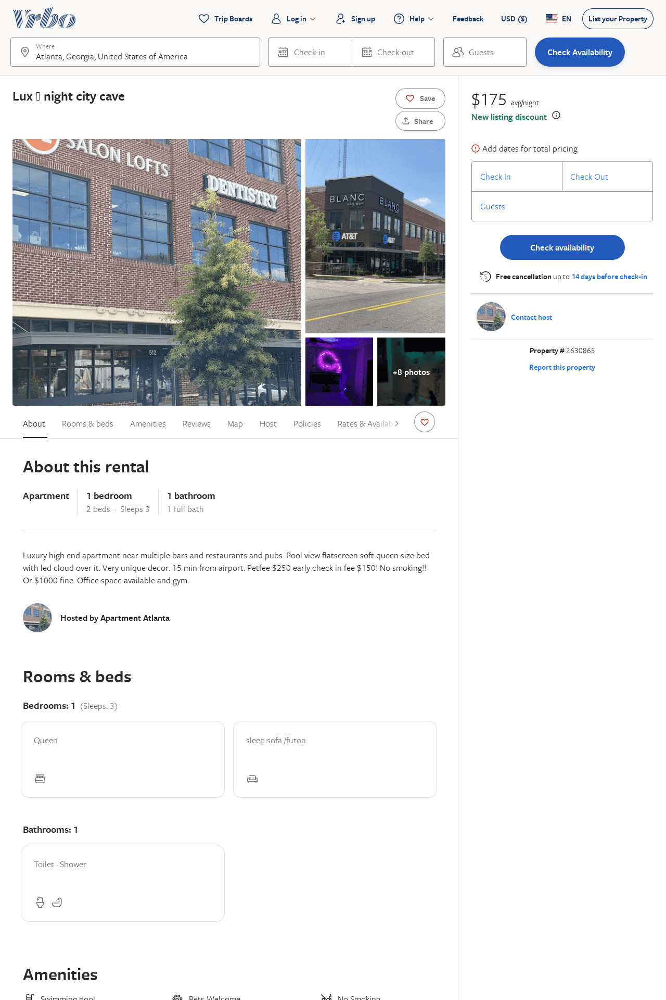 Vrbo
Trip Boards
Log in
Sign up
Help
Feedback
USD ($)
EN
List your Property
Where
Atlanta, Georgia, United States of America
Check-in
Check-out
Guests
Check Availability
Lux ▯ night city cave
Save
Share
SALON LOFTS
DENTISTRY
512
BLANC
NAIL BAR
BLANC
NAIL BAR
AT&T
AT&T
+8 photos
$175 avg/night
New listing discount
Add dates for total pricing
Check In
Check Out
Guests
Check availability
Free cancellation up to 14 days before check-in
Contact host
Property # 2630865
Report this property
About
Rooms & beds
Amenities
Reviews
Map
Host
Policies
Rates & Availab
About this rental
Apartment
1 bedroom
2 beds · Sleeps 3
1 bathroom
1 full bath
Luxury high end apartment near multiple bars and restaurants and pubs. Pool view flatscreen soft queen size bed
with led cloud over it. Very unique decor. 15 min from airport. Petfee $250 early check in fee $150! No smoking!!
Or $1000 fine. Office space available and gym.
Hosted by Apartment Atlanta
Rooms & beds
Bedrooms: 1 (Sleeps: 3)
Queen
sleep sofa /futon
Bathrooms: 1
Toilet · Shower
Amenities
Swimming pool
Pets Welcome
No Smoking